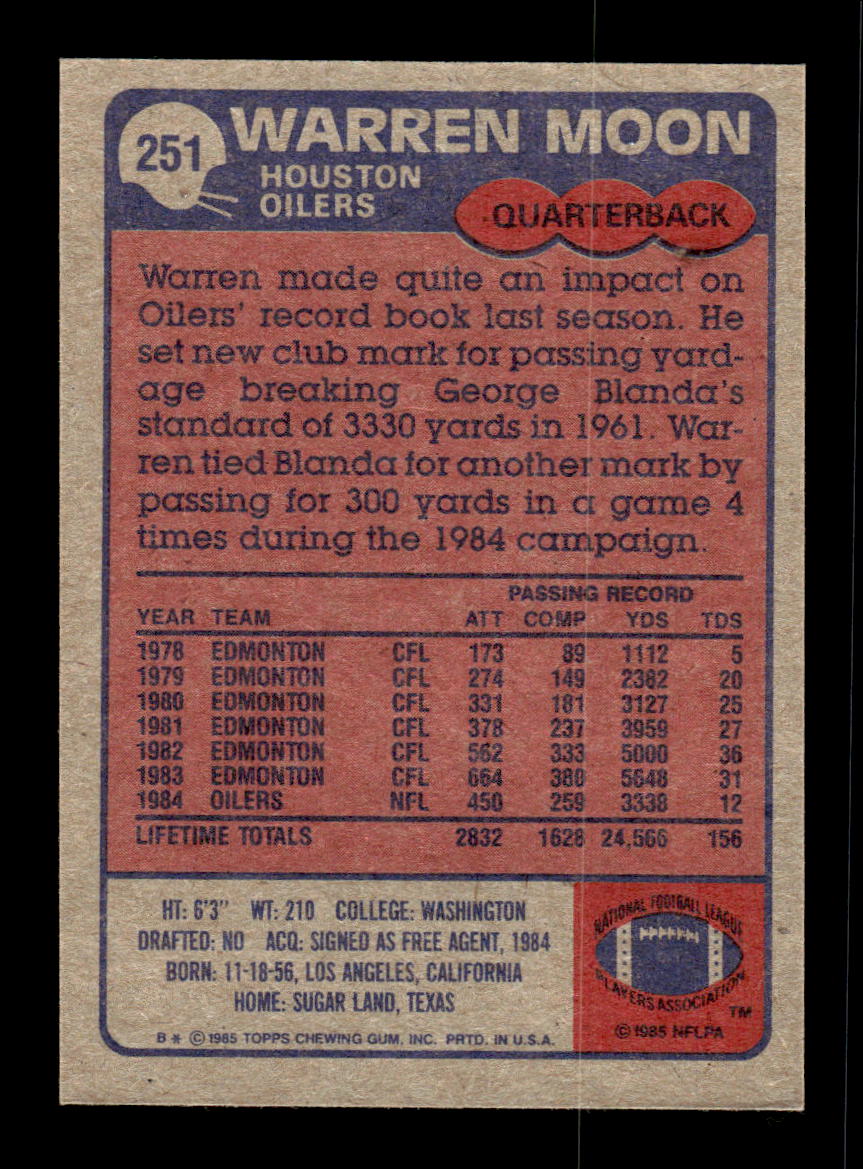 251
WARREN MOON
HOUSTON
OILERS
QUARTERBACK
Warren made quite an impact on
Oilers' record book last season. He
set new club mark for passing yard-
age breaking George Blanda's
standard of 3330 yards in 1961. War-
ren tied Blanda for another mark by
passing for 300 yards in a game 4
times during the 1984 campaign.
PASSING RECORD
YEAR TEAM ATT COMP YDS TDS
1978 EDMONTON CFL 173 89 1112 5
1979 EDMONTON CFL 274 149 2382 20
1980 EDMONTON CFL 331 181 3127 25
1981 EDMONTON CFL 378 237 3959 27
1982 EDMONTON CFL 562 333 5000 36
1983 EDMONTON CFL 664 380 5648 31
1984 OILERS NFL 450 259 3338 12
LIFETIME TOTALS 2832 1628 24,566 156
HT: 6'3" WT: 210 COLLEGE: WASHINGTON
DRAFTED: NO ACQ: SIGNED AS FREE AGENT, 1984
BORN: 11-18-56, LOS ANGELES, CALIFORNIA
HOME: SUGAR LAND, TEXAS
B * © 1985 TOPPS CHEWING GUM, INC. PRTD. IN U.S.A.
NATIONAL FOOTBALL LEAGUE
PLAYERS ASSOCIATION
TM
© 1985 NFLPA